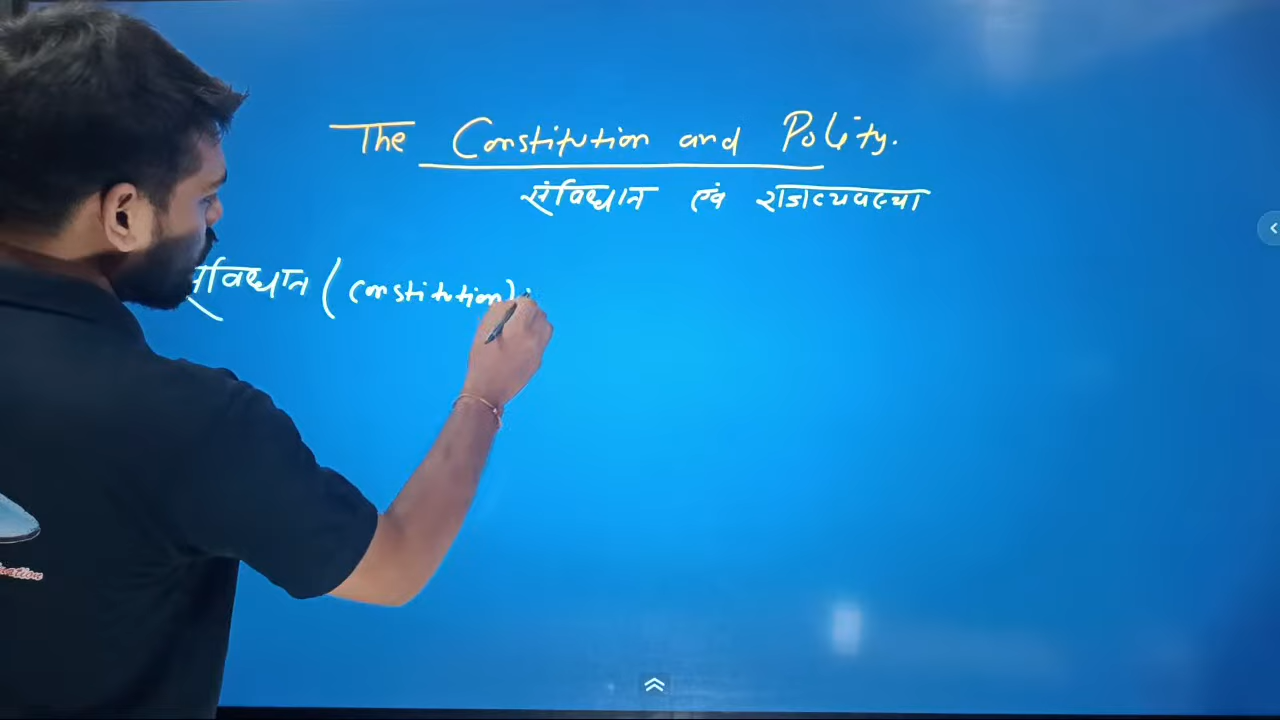 The Constitution and Polity.
संविधान एवं राजव्यवस्था
संविधान (constitution) :